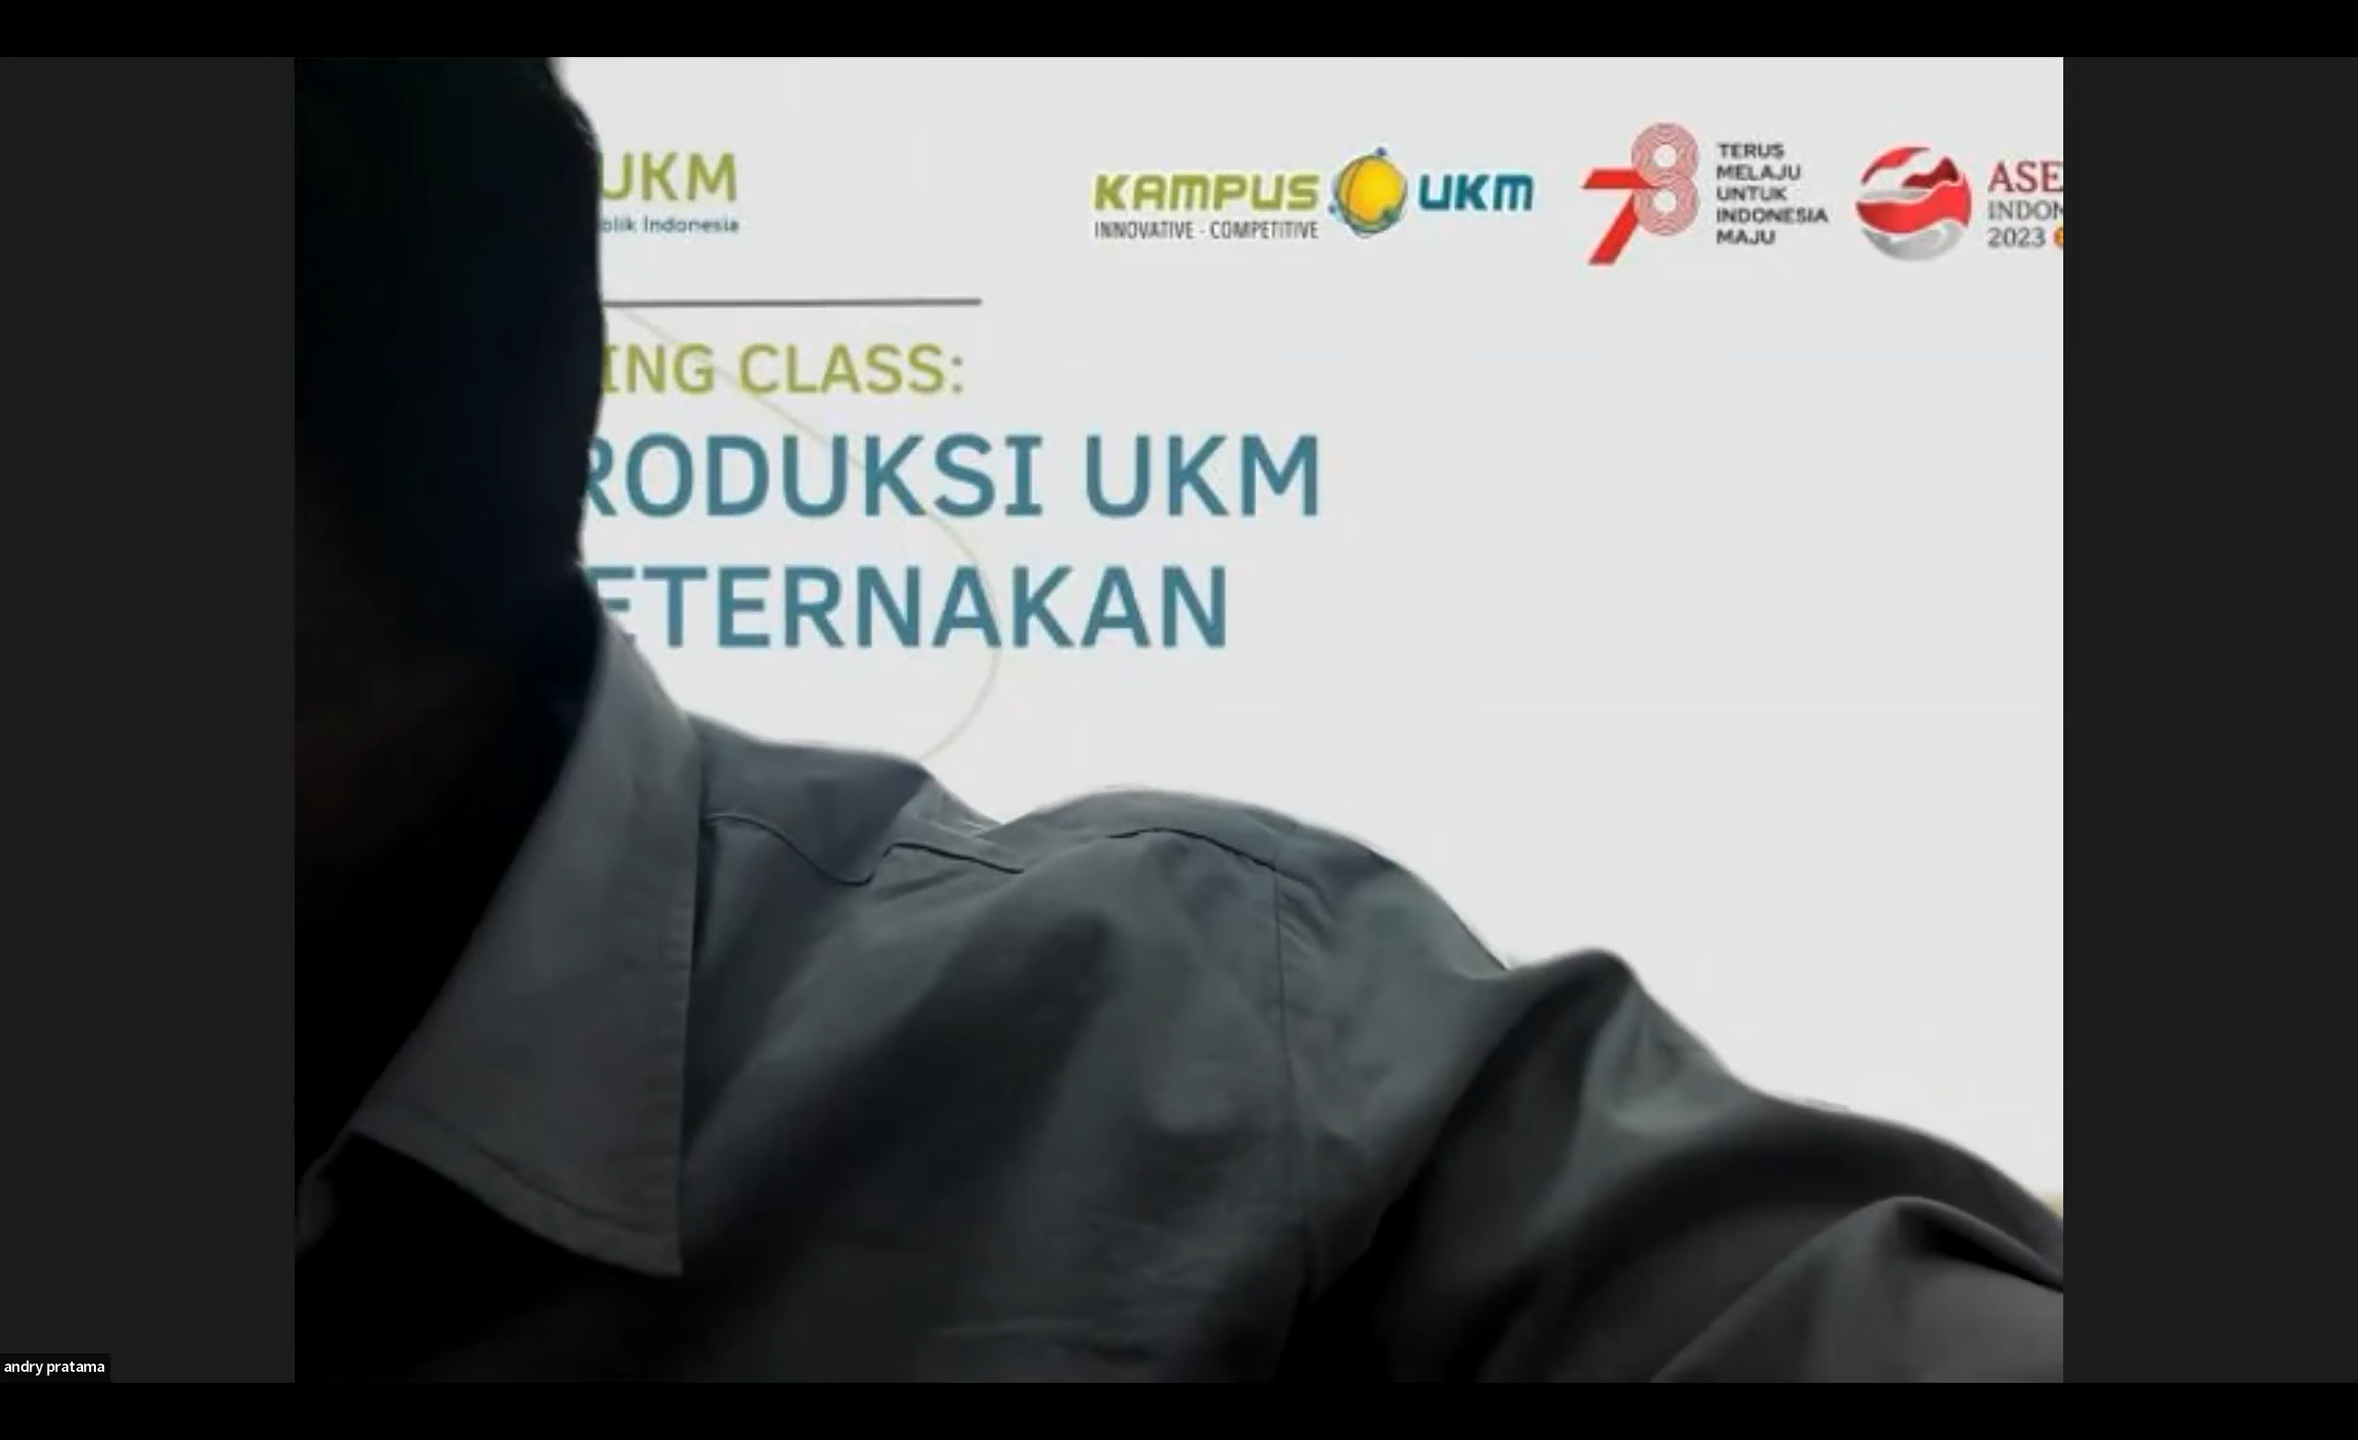 UKM
blik Indonesia
KAMPUS UKM
INNOVATIVE - COMPETITIVE
78
TERUS
MELAJU
UNTUK
INDONESIA
MAJU
ASE
INDON
2023
ING CLASS:
RODUKSI UKM
ETERNAKAN
andry pratama